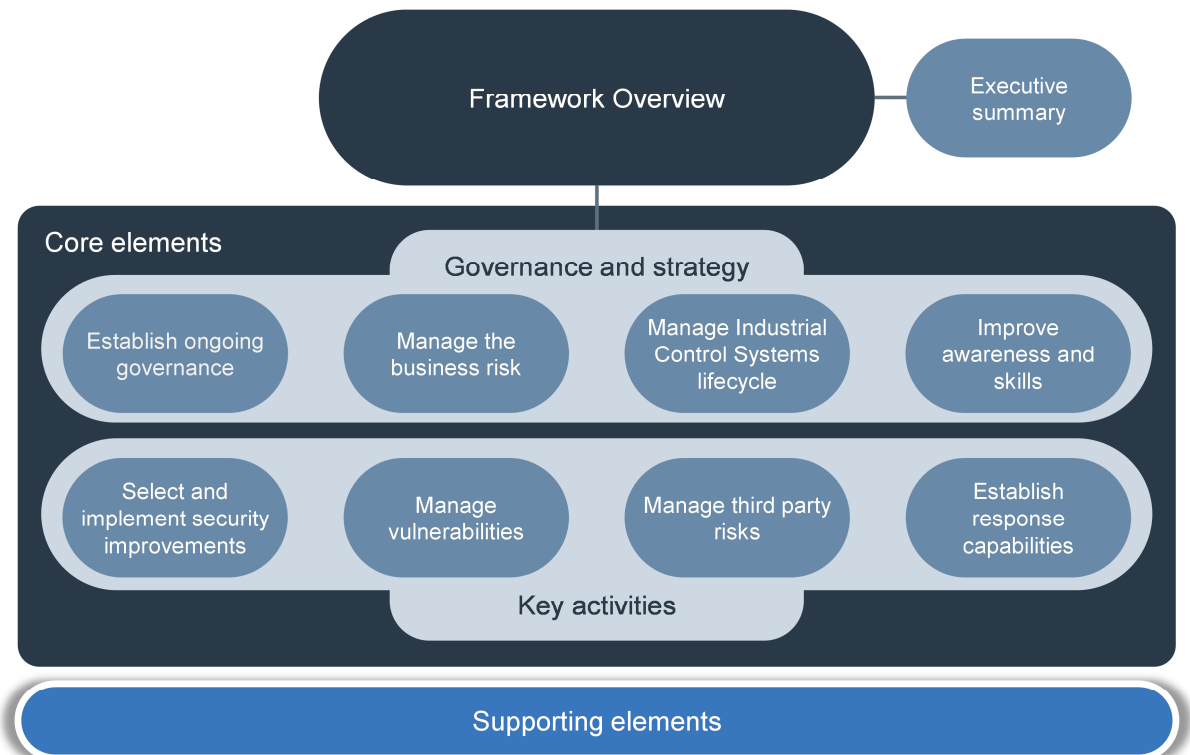 Framework Overview
Executive
summary
Core elements
Governance and strategy
Establish ongoing
governance
Manage the
business risk
Manage Industrial
Control Systems
lifecycle
Improve
awareness and
skills
Select and
implement security
improvements
Manage
vulnerabilities
Manage third party
risks
Establish
response
capabilities
Key activities
Supporting elements